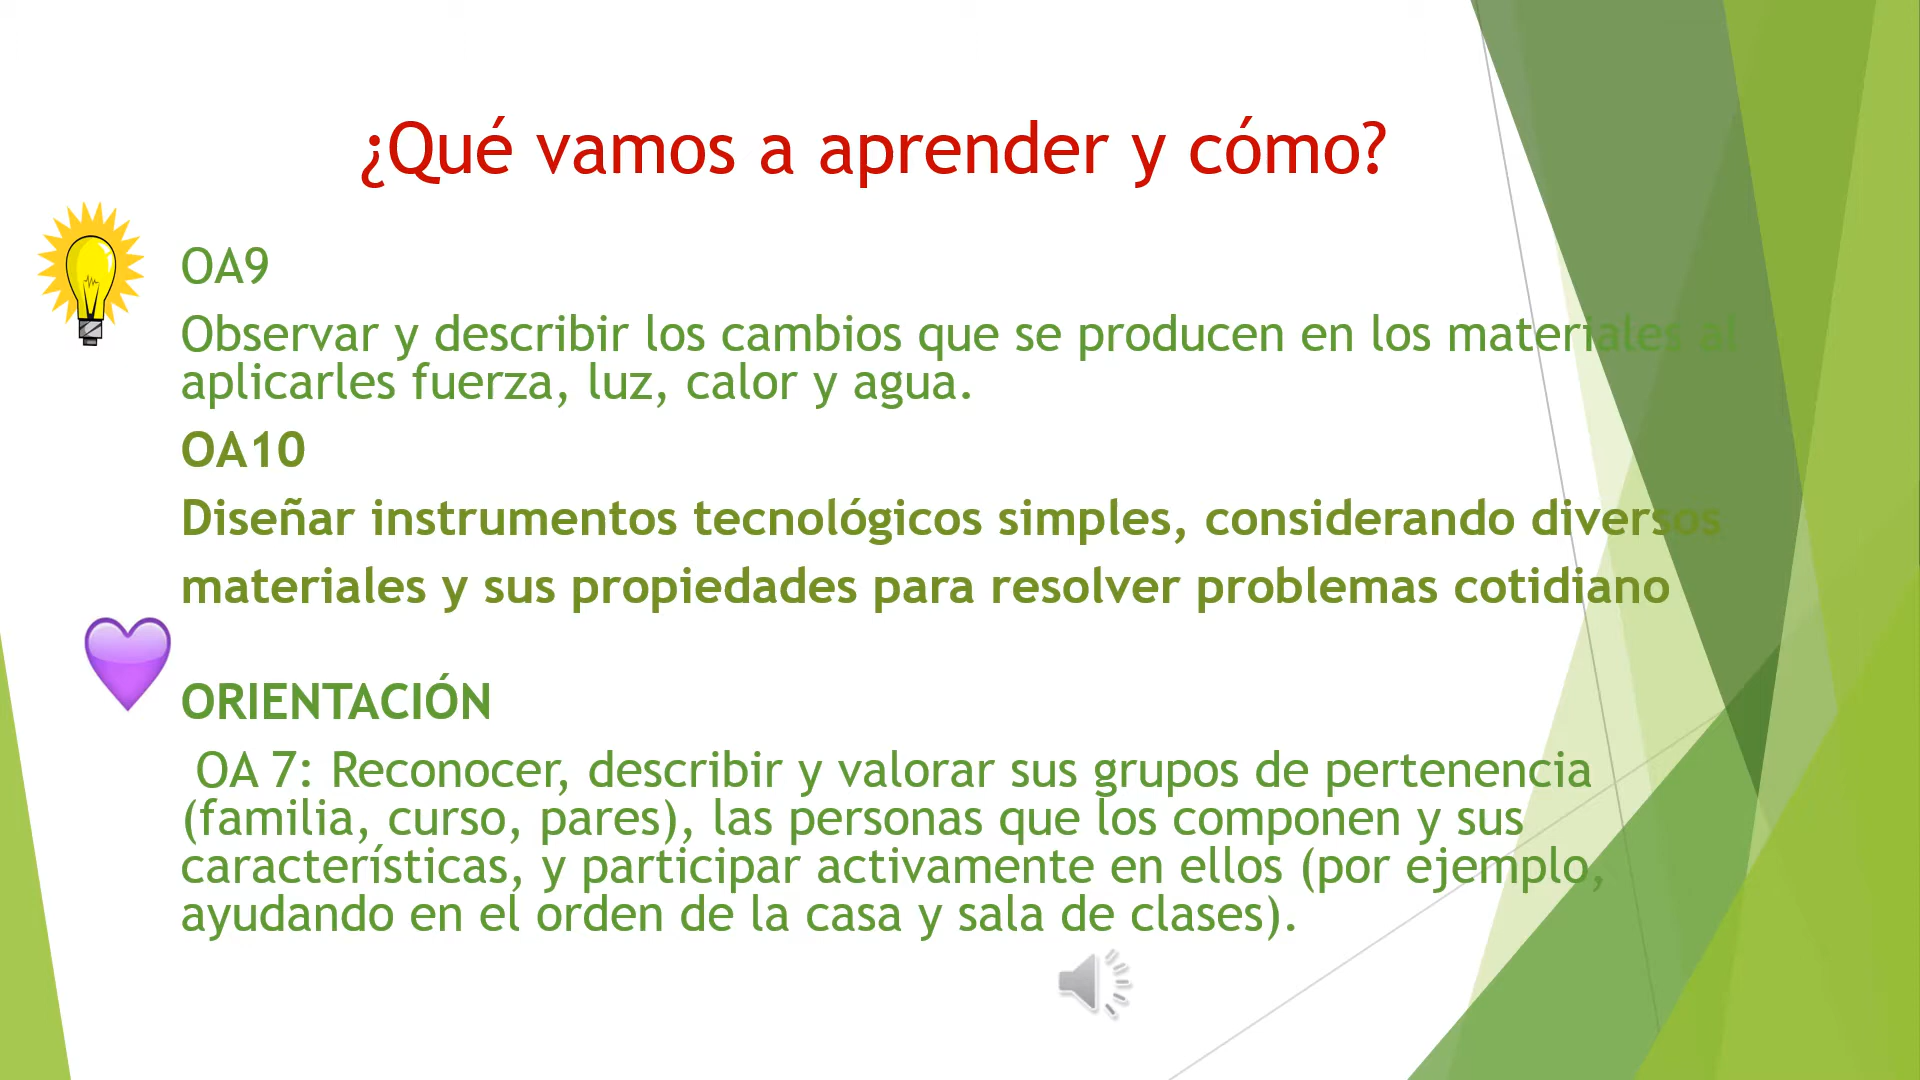 ¿Qué vamos a aprender y cómo?
OA9
Observar y describir los cambios que se producen en los materiales al
aplicarles fuerza, luz, calor y agua.
OA10
Diseñar instrumentos tecnológicos simples, considerando diversos
materiales y sus propiedades para resolver problemas cotidiano
ORIENTACIÓN
OA 7: Reconocer, describir y valorar sus grupos de pertenencia
(familia, curso, pares), las personas que los componen y sus
características, y participar activamente en ellos (por ejemplo,
ayudando en el orden de la casa y sala de clases).